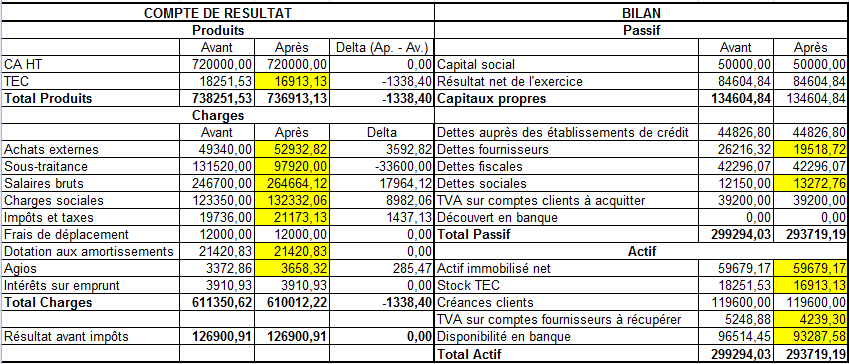 COMPTE DE RESULTAT
Produits
Avant Après Delta (Ap. - Av.)
CA HT 720000,00 720000,00 0,00
TEC 18251,53 16913,13 -1338,40
Total Produits 738251,53 736913,13 -1338,40
Charges
Avant Après Delta
Achats externes 49340,00 52932,82 3592,82
Sous-traitance 131520,00 97920,00 -33600,00
Salaires bruts 246700,00 264664,12 17964,12
Charges sociales 123350,00 132332,06 8982,06
Impôts et taxes 19736,00 21173,13 1437,13
Frais de déplacement 12000,00 12000,00 0,00
Dotation aux amortissements 21420,83 21420,83 0,00
Agios 3372,86 3658,32 285,47
Intérêts sur emprunt 3910,93 3910,93 0,00
Total Charges 611350,62 610012,22 -1338,40
Résultat avant impôts 126900,91 126900,91 0,00
BILAN
Passif
Avant Après
Capital social 50000,00 50000,00
Résultat net de l'exercice 84604,84 84604,84
Capitaux propres 134604,84 134604,84
Dettes auprès des établissements de crédit 44826,80 44826,80
Dettes fournisseurs 26216,32 19518,72
Dettes fiscales 42296,07 42296,07
Dettes sociales 12150,00 13272,76
TVA sur comptes clients à acquitter 39200,00 39200,00
Découvert en banque 0,00 0,00
Total Passif 299294,03 293719,19
Actif
Actif immobilisé net 59679,17 59679,17
Stock TEC 18251,53 16913,13
Créances clients 119600,00 119600,00
TVA sur comptes fournisseurs à récupérer 5248,88 4239,30
Disponibilité en banque 96514,45 93287,58
Total Actif 299294,03 293719,19